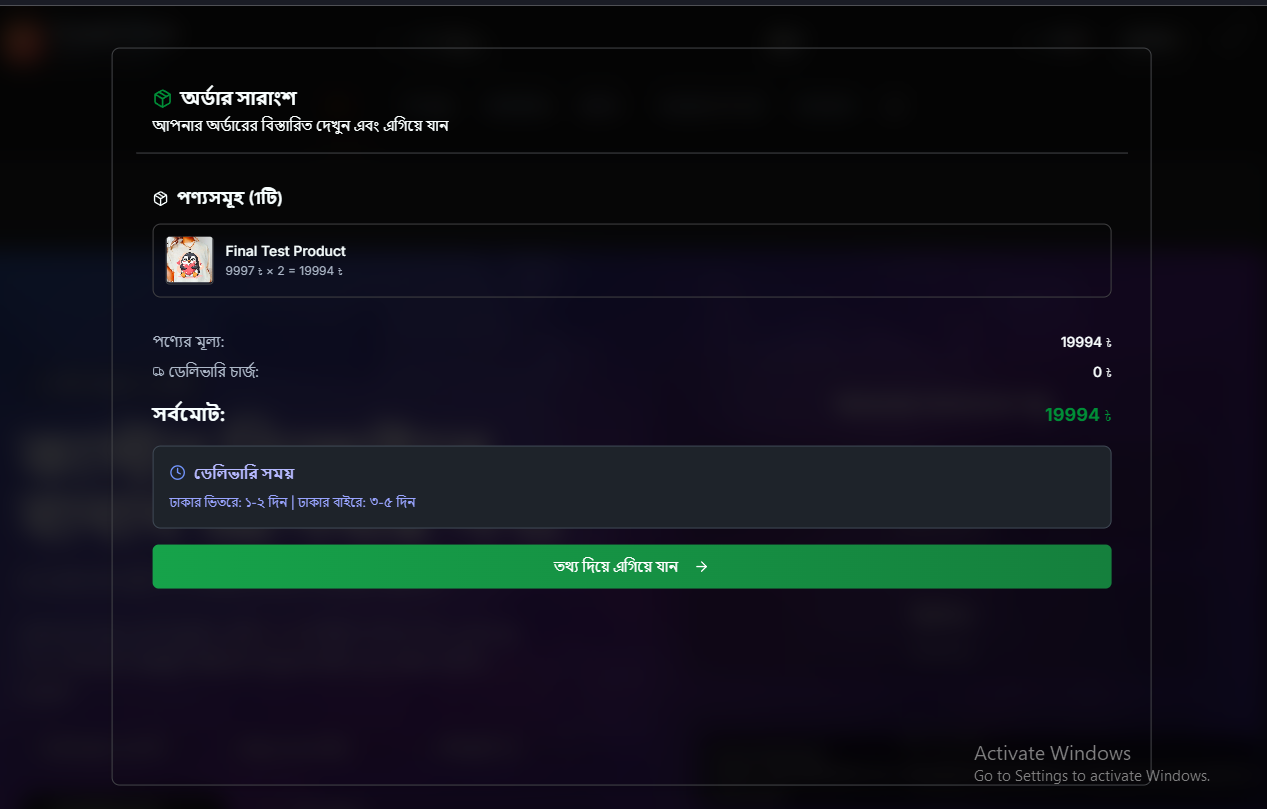 অর্ডার সারাংশ
আপনার অর্ডারের বিস্তারিত দেখুন এবং এগিয়ে যান
পণ্যসমূহ (1টি)
Final Test Product
9997 ৳ × 2 = 19994 ৳
পণ্যের মূল্য: 19994 ৳
ডেলিভারি চার্জ: 0 ৳
সর্বমোট: 19994 ৳
ডেলিভারি সময়
ঢাকার ভিতরে: ১-২ দিন | ঢাকার বাইরে: ৩-৫ দিন
তথ্য দিয়ে এগিয়ে যান →
Activate Windows
Go to Settings to activate Windows.